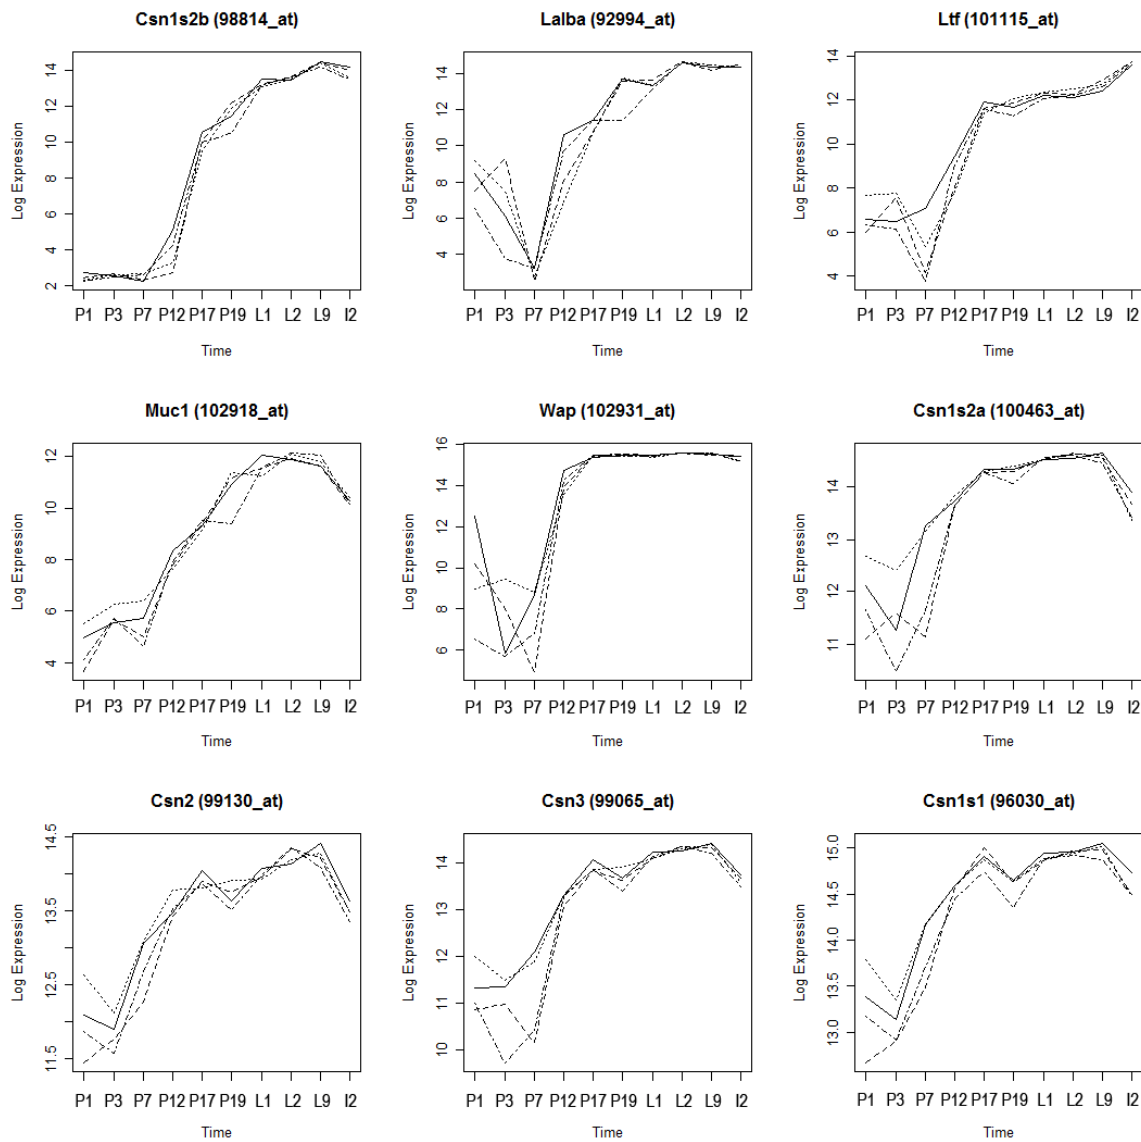 Csn1s2b (98814_at)
Log Expression
14
12
10
8
6
4
2
P1 P3 P7 P12 P17 P19 L1 L2 L9 I2
Time
Lalba (92994_at)
Log Expression
14
12
10
8
6
4
P1 P3 P7 P12 P17 P19 L1 L2 L9 I2
Time
Ltf (101115_at)
Log Expression
14
12
10
8
6
4
P1 P3 P7 P12 P17 P19 L1 L2 L9 I2
Time
Muc1 (102918_at)
Log Expression
12
10
8
6
4
P1 P3 P7 P12 P17 P19 L1 L2 L9 I2
Time
Wap (102931_at)
Log Expression
16
14
12
10
8
6
P1 P3 P7 P12 P17 P19 L1 L2 L9 I2
Time
Csn1s2a (100463_at)
Log Expression
14
13
12
11
P1 P3 P7 P12 P17 P19 L1 L2 L9 I2
Time
Csn2 (99130_at)
Log Expression
14.5
13.5
12.5
11.5
P1 P3 P7 P12 P17 P19 L1 L2 L9 I2
Time
Csn3 (99065_at)
Log Expression
14
13
12
11
10
P1 P3 P7 P12 P17 P19 L1 L2 L9 I2
Time
Csn1s1 (96030_at)
Log Expression
15.0
14.5
14.0
13.5
13.0
P1 P3 P7 P12 P17 P19 L1 L2 L9 I2
Time